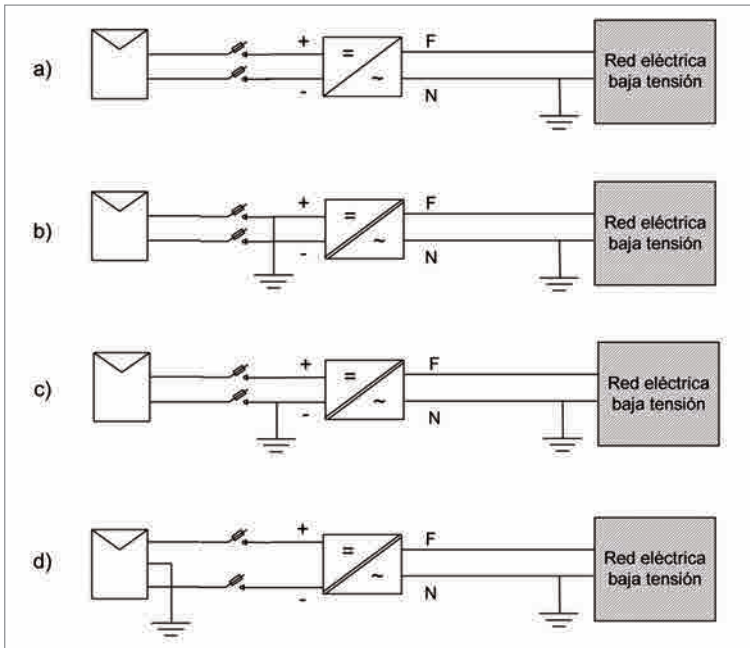 a)
+
-
=
~
F
N
Red eléctrica
baja tensión
b)
+
-
=
~
F
N
Red eléctrica
baja tensión
c)
+
-
=
~
F
N
Red eléctrica
baja tensión
d)
+
-
=
~
F
N
Red eléctrica
baja tensión